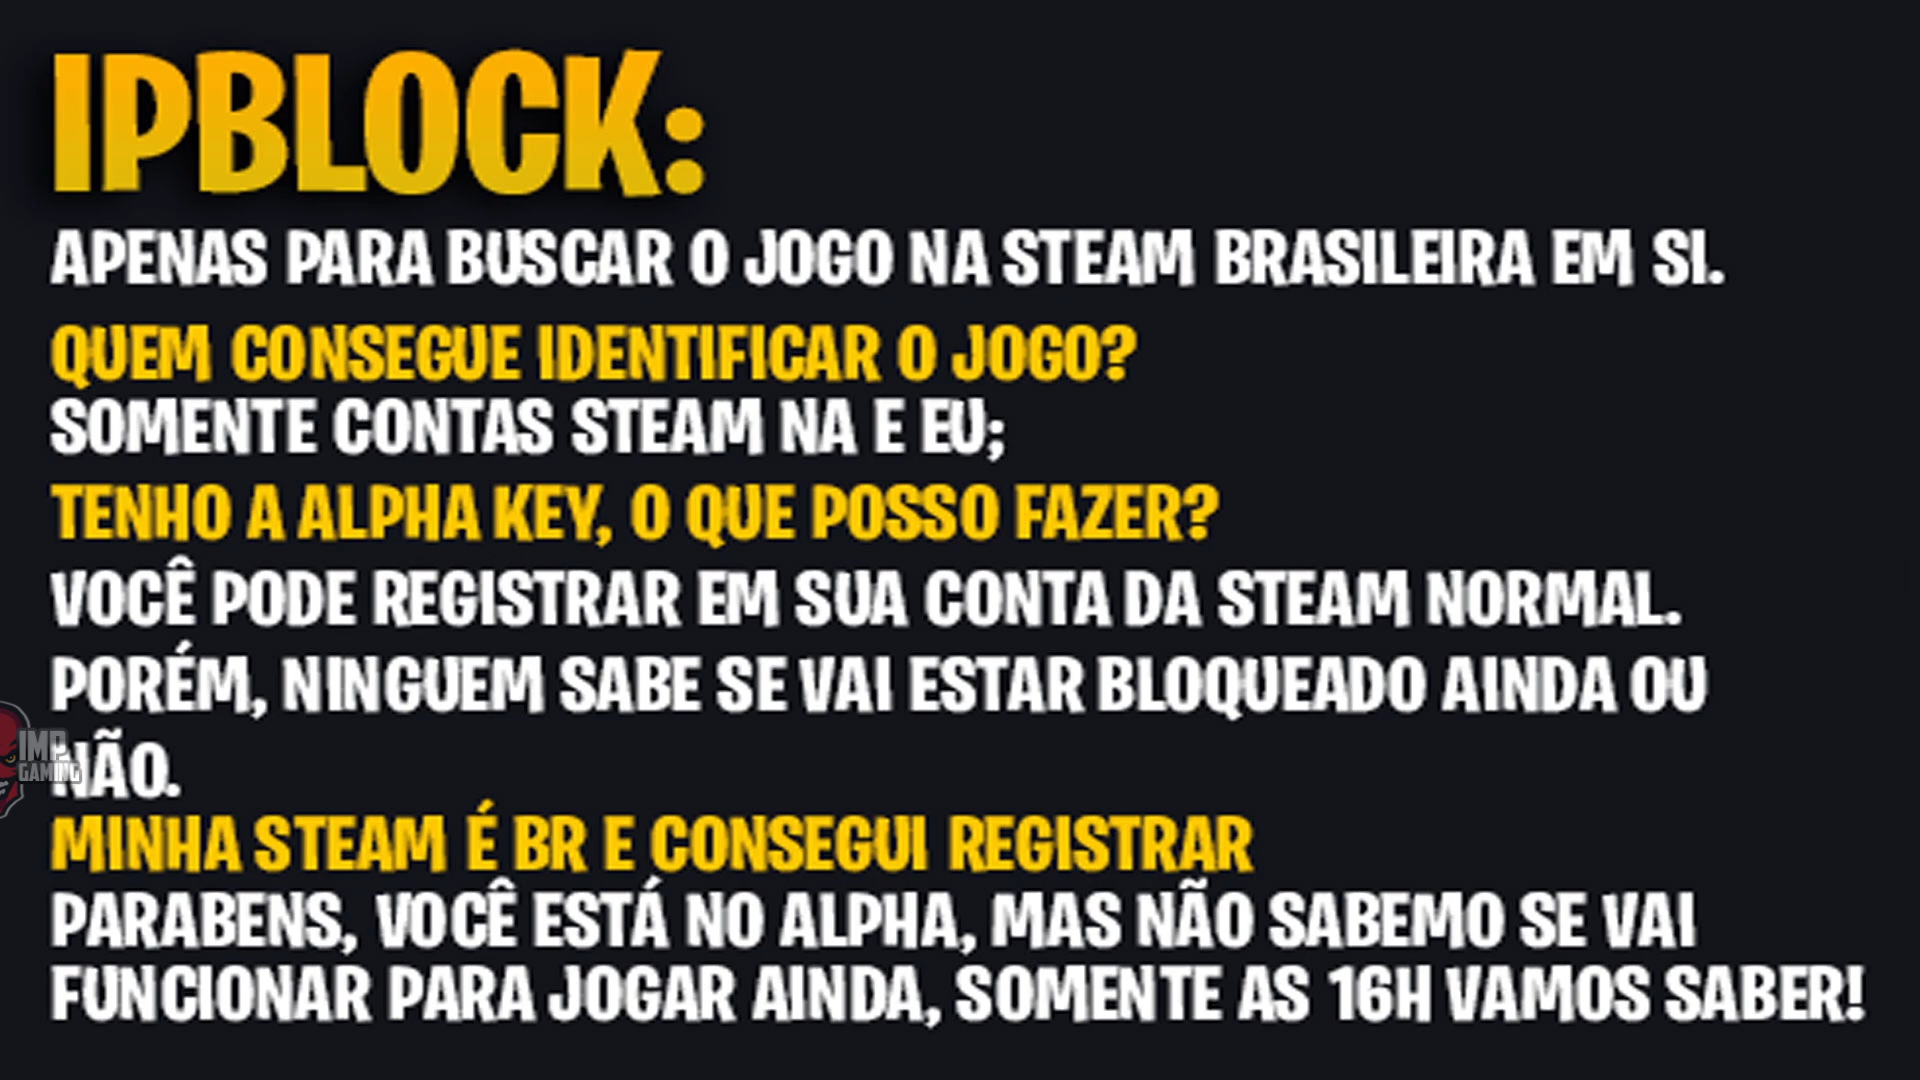 IPBLOCK:
APENAS PARA BUSCAR O JOGO NA STEAM BRASILEIRA EM SI.
QUEM CONSEGUE IDENTIFICAR O JOGO?
SOMENTE CONTAS STEAM NA E EU;
TENHO A ALPHA KEY, O QUE POSSO FAZER?
VOCÊ PODE REGISTRAR EM SUA CONTA DA STEAM NORMAL.
PORÉM, NINGUEM SABE SE VAI ESTAR BLOQUEADO AINDA OU
IMP
GAMING
NÃO.
MINHA STEAM É BR E CONSEGUI REGISTRAR
PARABENS, VOCÊ ESTÁ NO ALPHA, MAS NÃO SABEMO SE VAI
FUNCIONAR PARA JOGAR AINDA, SOMENTE AS 16H VAMOS SABER!